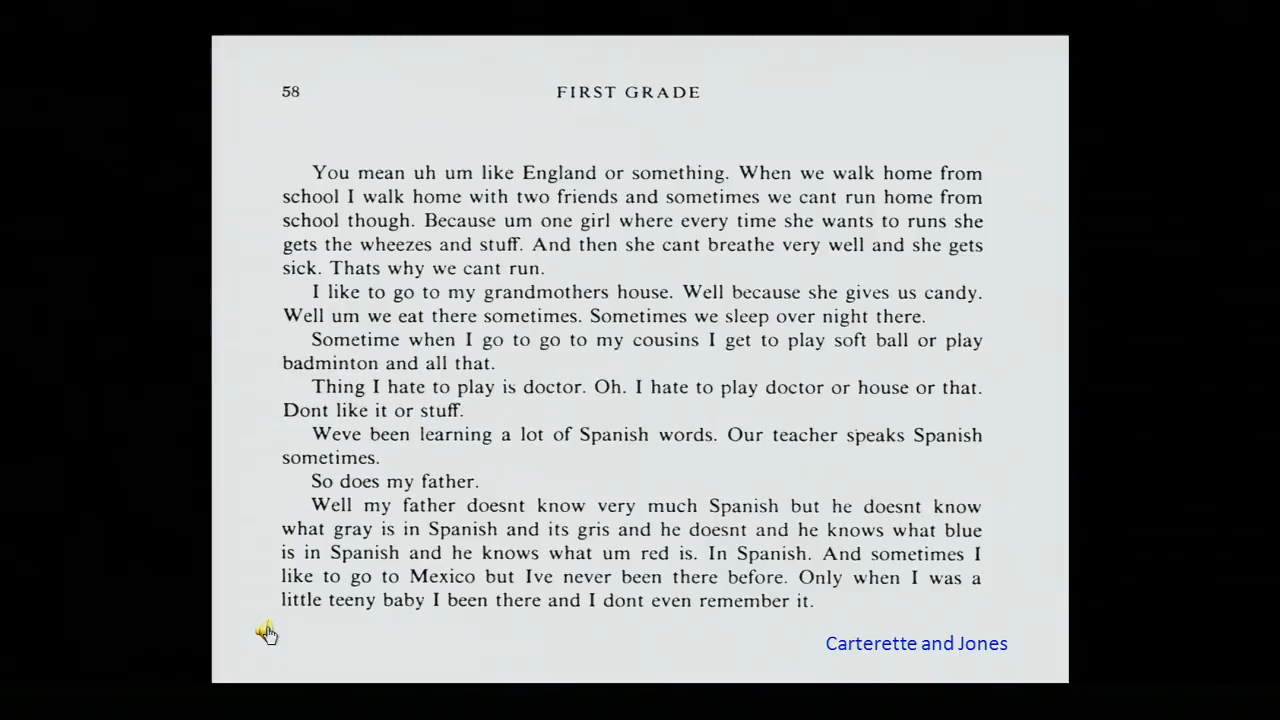 58 FIRST GRADE
You mean uh um like England or something. When we walk home from
school I walk home with two friends and sometimes we cant run home from
school though. Because um one girl where every time she wants to runs she
gets the wheezes and stuff. And then she cant breathe very well and she gets
sick. Thats why we cant run.
I like to go to my grandmothers house. Well because she gives us candy.
Well um we eat there sometimes. Sometimes we sleep over night there.
Sometime when I go to go to my cousins I get to play soft ball or play
badminton and all that.
Thing I hate to play is doctor. Oh. I hate to play doctor or house or that.
Dont like it or stuff.
Weve been learning a lot of Spanish words. Our teacher speaks Spanish
sometimes.
So does my father.
Well my father doesnt know very much Spanish but he doesnt know
what gray is in Spanish and its gris and he doesnt and he knows what blue
is in Spanish and he knows what um red is. In Spanish. And sometimes I
like to go to Mexico but Ive never been there before. Only when I was a
little teeny baby I been there and I dont even remember it.
Carterette and Jones